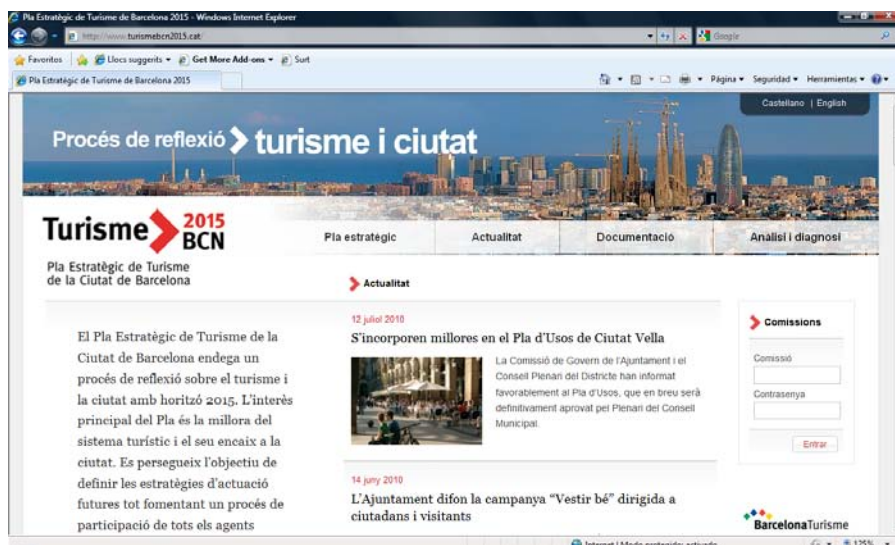 Pla Estratègic de Turisme de Barcelona 2015 - Windows Internet Explorer
http://www.turismebcn2015.cat/
Google
Favoritos Llocs suggerits Get More Add-ons Surt
Pla Estratègic de Turisme de Barcelona 2015
Página Seguridad Herramientas
Castellano | English
Procés de reflexió turisme i ciutat
Turisme 2015 BCN
Pla Estratègic de Turisme
de la Ciutat de Barcelona
Pla estratègic Actualitat Documentació Anàlisi i diagnosi
Actualitat
El Pla Estratègic de Turisme de la
Ciutat de Barcelona endega un
procés de reflexió sobre el turisme i
la ciutat amb horitzó 2015. L'interès
principal del Pla és la millora del
sistema turístic i el seu encaix a la
ciutat. Es persegueix l'objectiu de
definir les estratègies d'actuació
futures tot fomentant un procés de
participació de tots els agents
12 juliol 2010
S'incorporen millores en el Pla d'Usos de Ciutat Vella
La Comissió de Govern de l'Ajuntament i el
Consell Plenari del Districte han informat
favorablement al Pla d'Usos, que en breu serà
definitivament aprovat pel Plenari del Consell
Municipal.
14 juny 2010
L'Ajuntament difon la campanya "Vestir bé" dirigida a
ciutadans i visitants
Comissions
Comissió
Contrasenya
Entrar
BarcelonaTurisme
Internet | Modo protegido: activado
125%